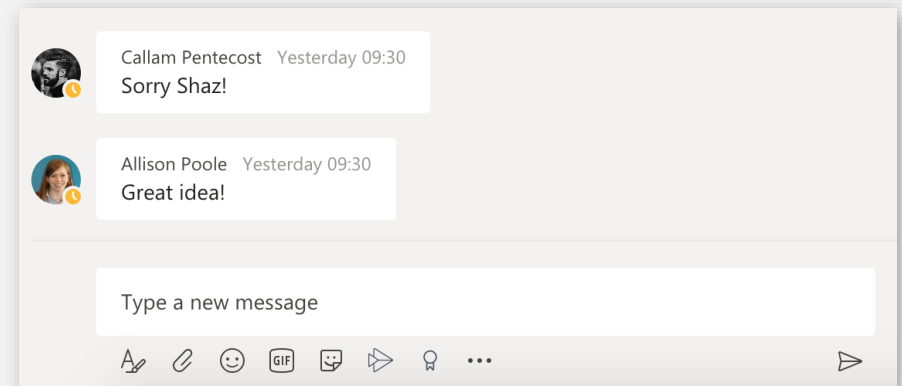 Callam Pentecost Yesterday 09:30
Sorry Shaz!
Allison Poole Yesterday 09:30
Great idea!
Type a new message
GIF